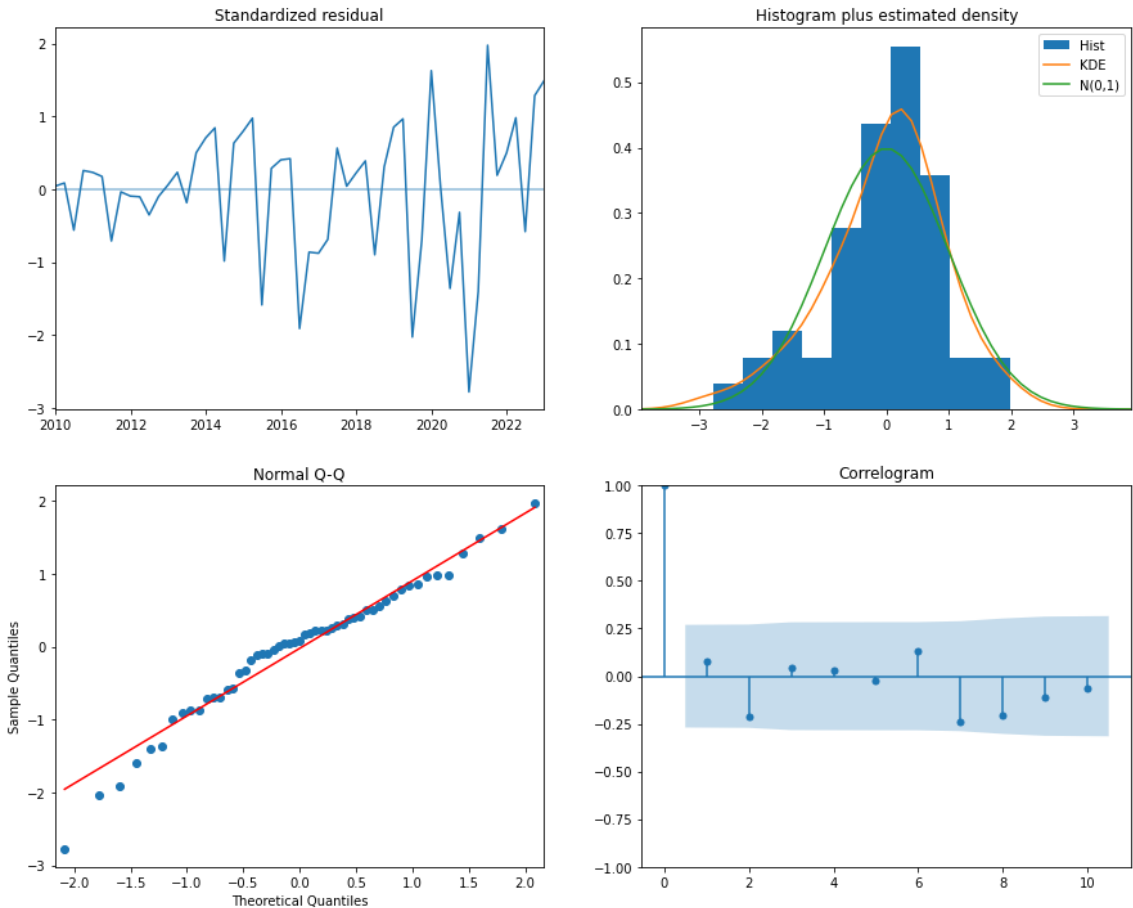 Standardized residual
2
1
0
−1
−2
−3
2010 2012 2014 2016 2018 2020 2022
Histogram plus estimated density
Hist
KDE
N(0,1)
0.5
0.4
0.3
0.2
0.1
0.0
−3 −2 −1 0 1 2 3
Normal Q-Q
Sample Quantiles
2
1
0
−1
−2
−3
−2.0 −1.5 −1.0 −0.5 0.0 0.5 1.0 1.5 2.0
Theoretical Quantiles
Correlogram
1.00
0.75
0.50
0.25
0.00
−0.25
−0.50
−0.75
−1.00
0 2 4 6 8 10